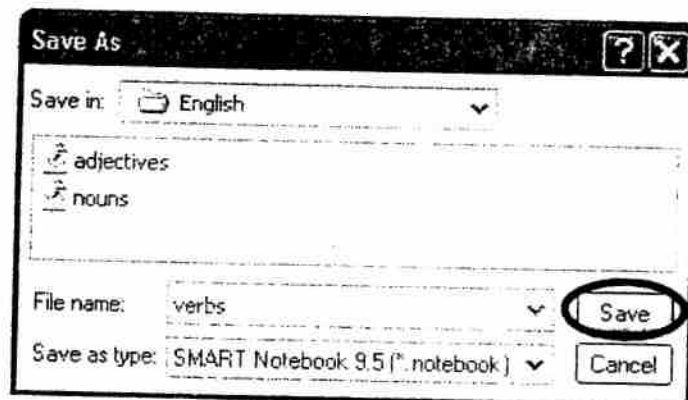 Save As
Save in: English
adjectives
nouns
File name: verbs Save
Save as type: SMART Notebook 9.5 (*.notebook) Cancel